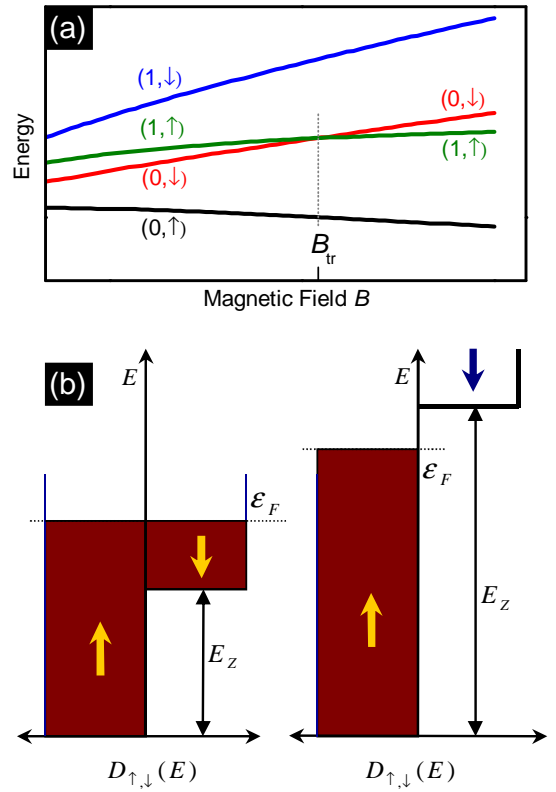 (a)
Energy
(1,↓)
(1,↑)
(0,↓)
(0,↑)
(0,↓)
(1,↑)
B_tr
Magnetic Field B
(b)
E
ε_F
↓
↑
E_Z
D_↑,↓(E)
E
↓
ε_F
↑
E_Z
D_↑,↓(E)